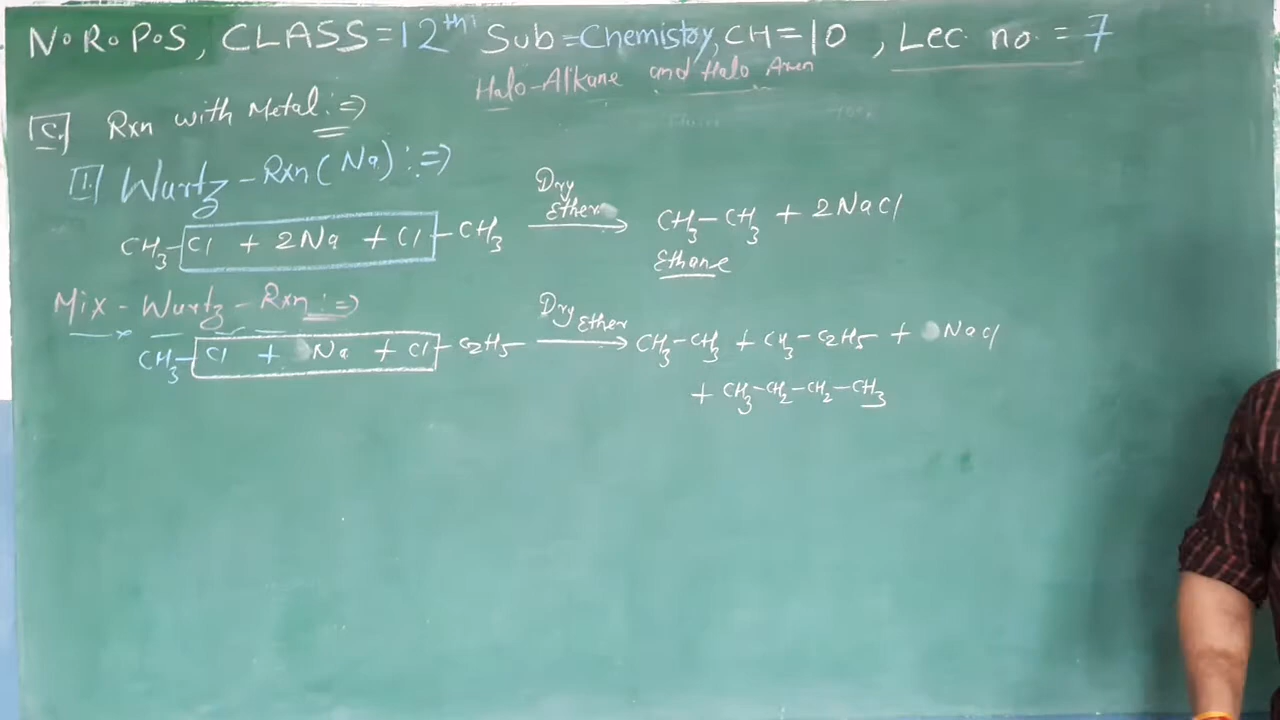 N.R.P.S, CLASS=12th Sub=Chemistry, CH=10, Lec no = 7
Halo-Alkane and Halo Aren
[C.] Rxn with Metal :⇒
[1.] Wurtz-Rxn (Na) :⇒
CH₃-Cl + 2Na + Cl-CH₃ Dry Ether → CH₃-CH₃ + 2NaCl
Ethane
Mix-Wurtz-Rxn :⇒
CH₃-Cl + Na + Cl-C₂H₅ Dry Ether → CH₃-CH₃ + CH₃-C₂H₅ + NaCl
+ CH₃-CH₂-CH₂-CH₃